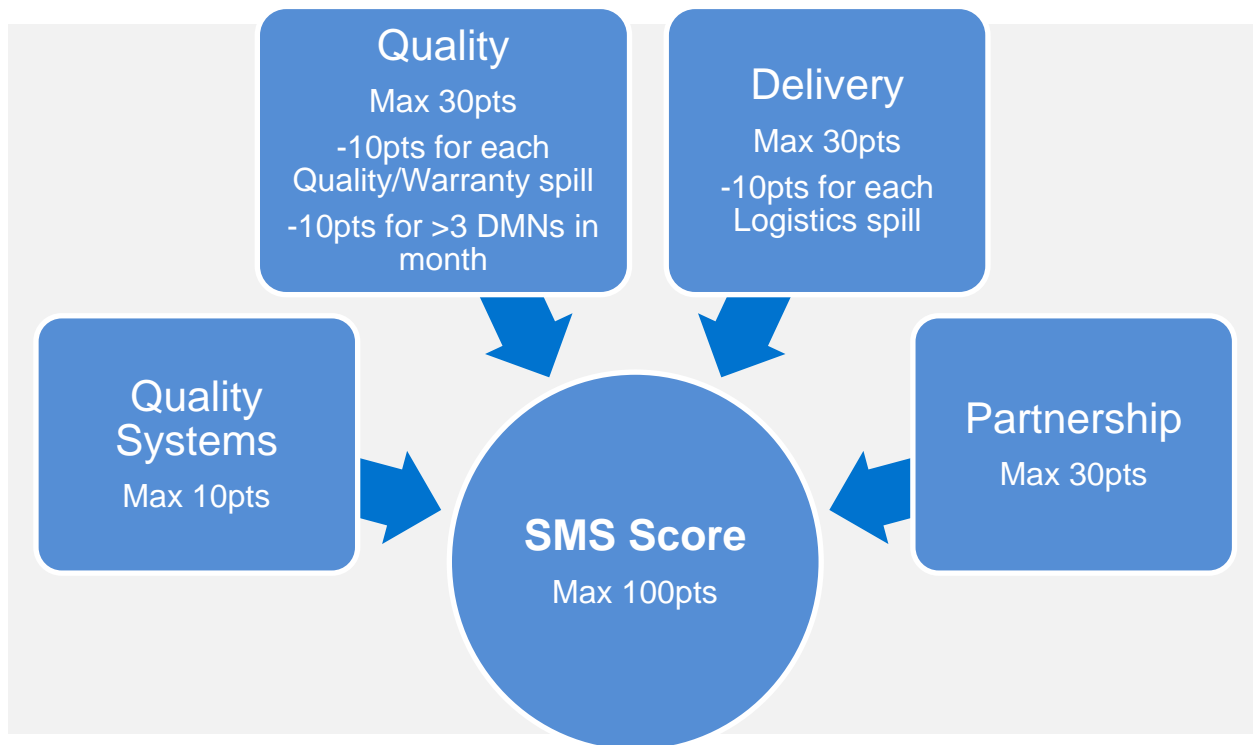 Quality
Max 30pts
-10pts for each
Quality/Warranty spill
-10pts for >3 DMNs in
month
Delivery
Max 30pts
-10pts for each
Logistics spill
Quality
Systems
Max 10pts
Partnership
Max 30pts
SMS Score
Max 100pts